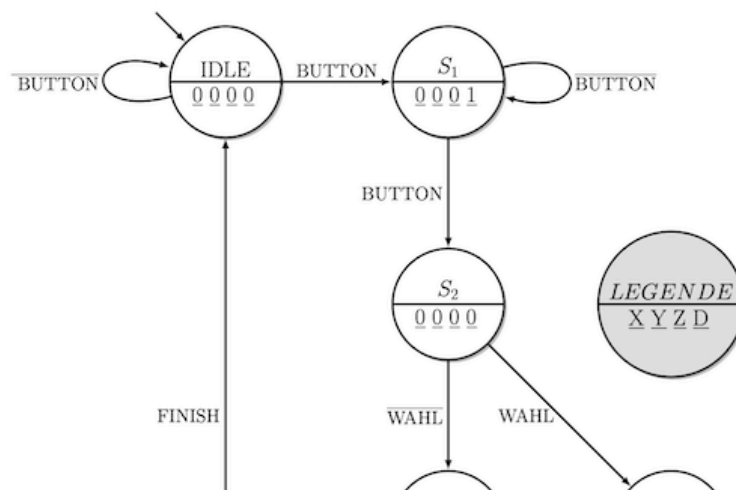 IDLE
0 0 0 0
BUTTON
BUTTON
S1
0 0 0 1
BUTTON
BUTTON
S2
0 0 0 0
LEGENDE
X Y Z D
FINISH
WAHL
WAHL